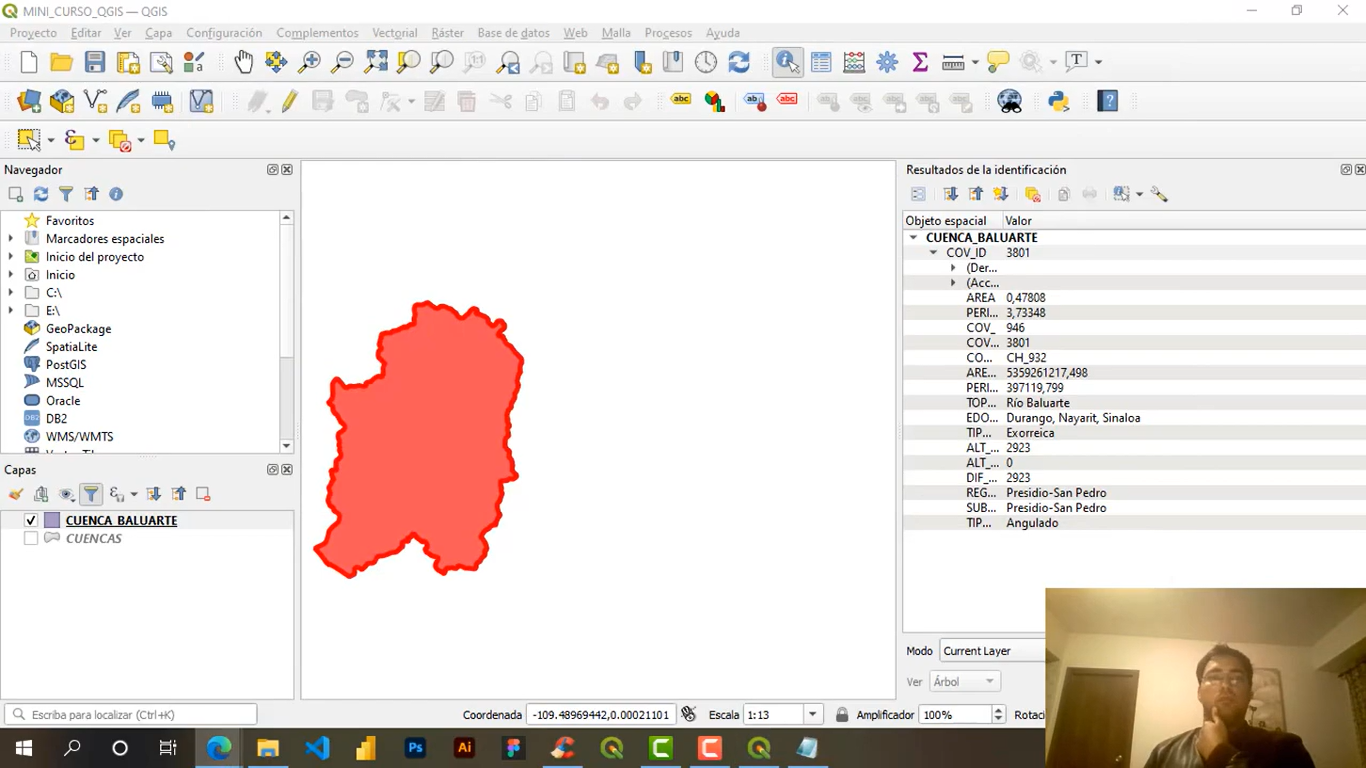 MINI_CURSO_QGIS — QGIS
Proyecto Editar Ver Capa Configuración Complementos Vectorial Ráster Base de datos Web Malla Procesos Ayuda
Navegador
Favoritos
Marcadores espaciales
Inicio del proyecto
Inicio
C:\
E:\
GeoPackage
SpatiaLite
PostGIS
MSSQL
Oracle
DB2
WMS/WMTS
Capas
CUENCA_BALUARTE
CUENCAS
Resultados de la identificación
Objeto espacial Valor
CUENCA_BALUARTE
COV_ID 3801
(Der...
(Acc...
AREA 0,47808
PERI... 3,73348
COV_ 946
COV... 3801
CO... CH_932
ARE... 5359261217,498
PERI... 397119,799
TOP... Río Baluarte
EDO... Durango, Nayarit, Sinaloa
TIP... Exorreica
ALT_... 2923
ALT_... 0
DIF_... 2923
REG... Presidio-San Pedro
SUB... Presidio-San Pedro
TIP... Angulado
Modo Current Layer
Ver Árbol
Escriba para localizar (Ctrl+K)
Coordenada -109.48969442,0.00021101 Escala 1:13 Amplificador 100% Rotaci